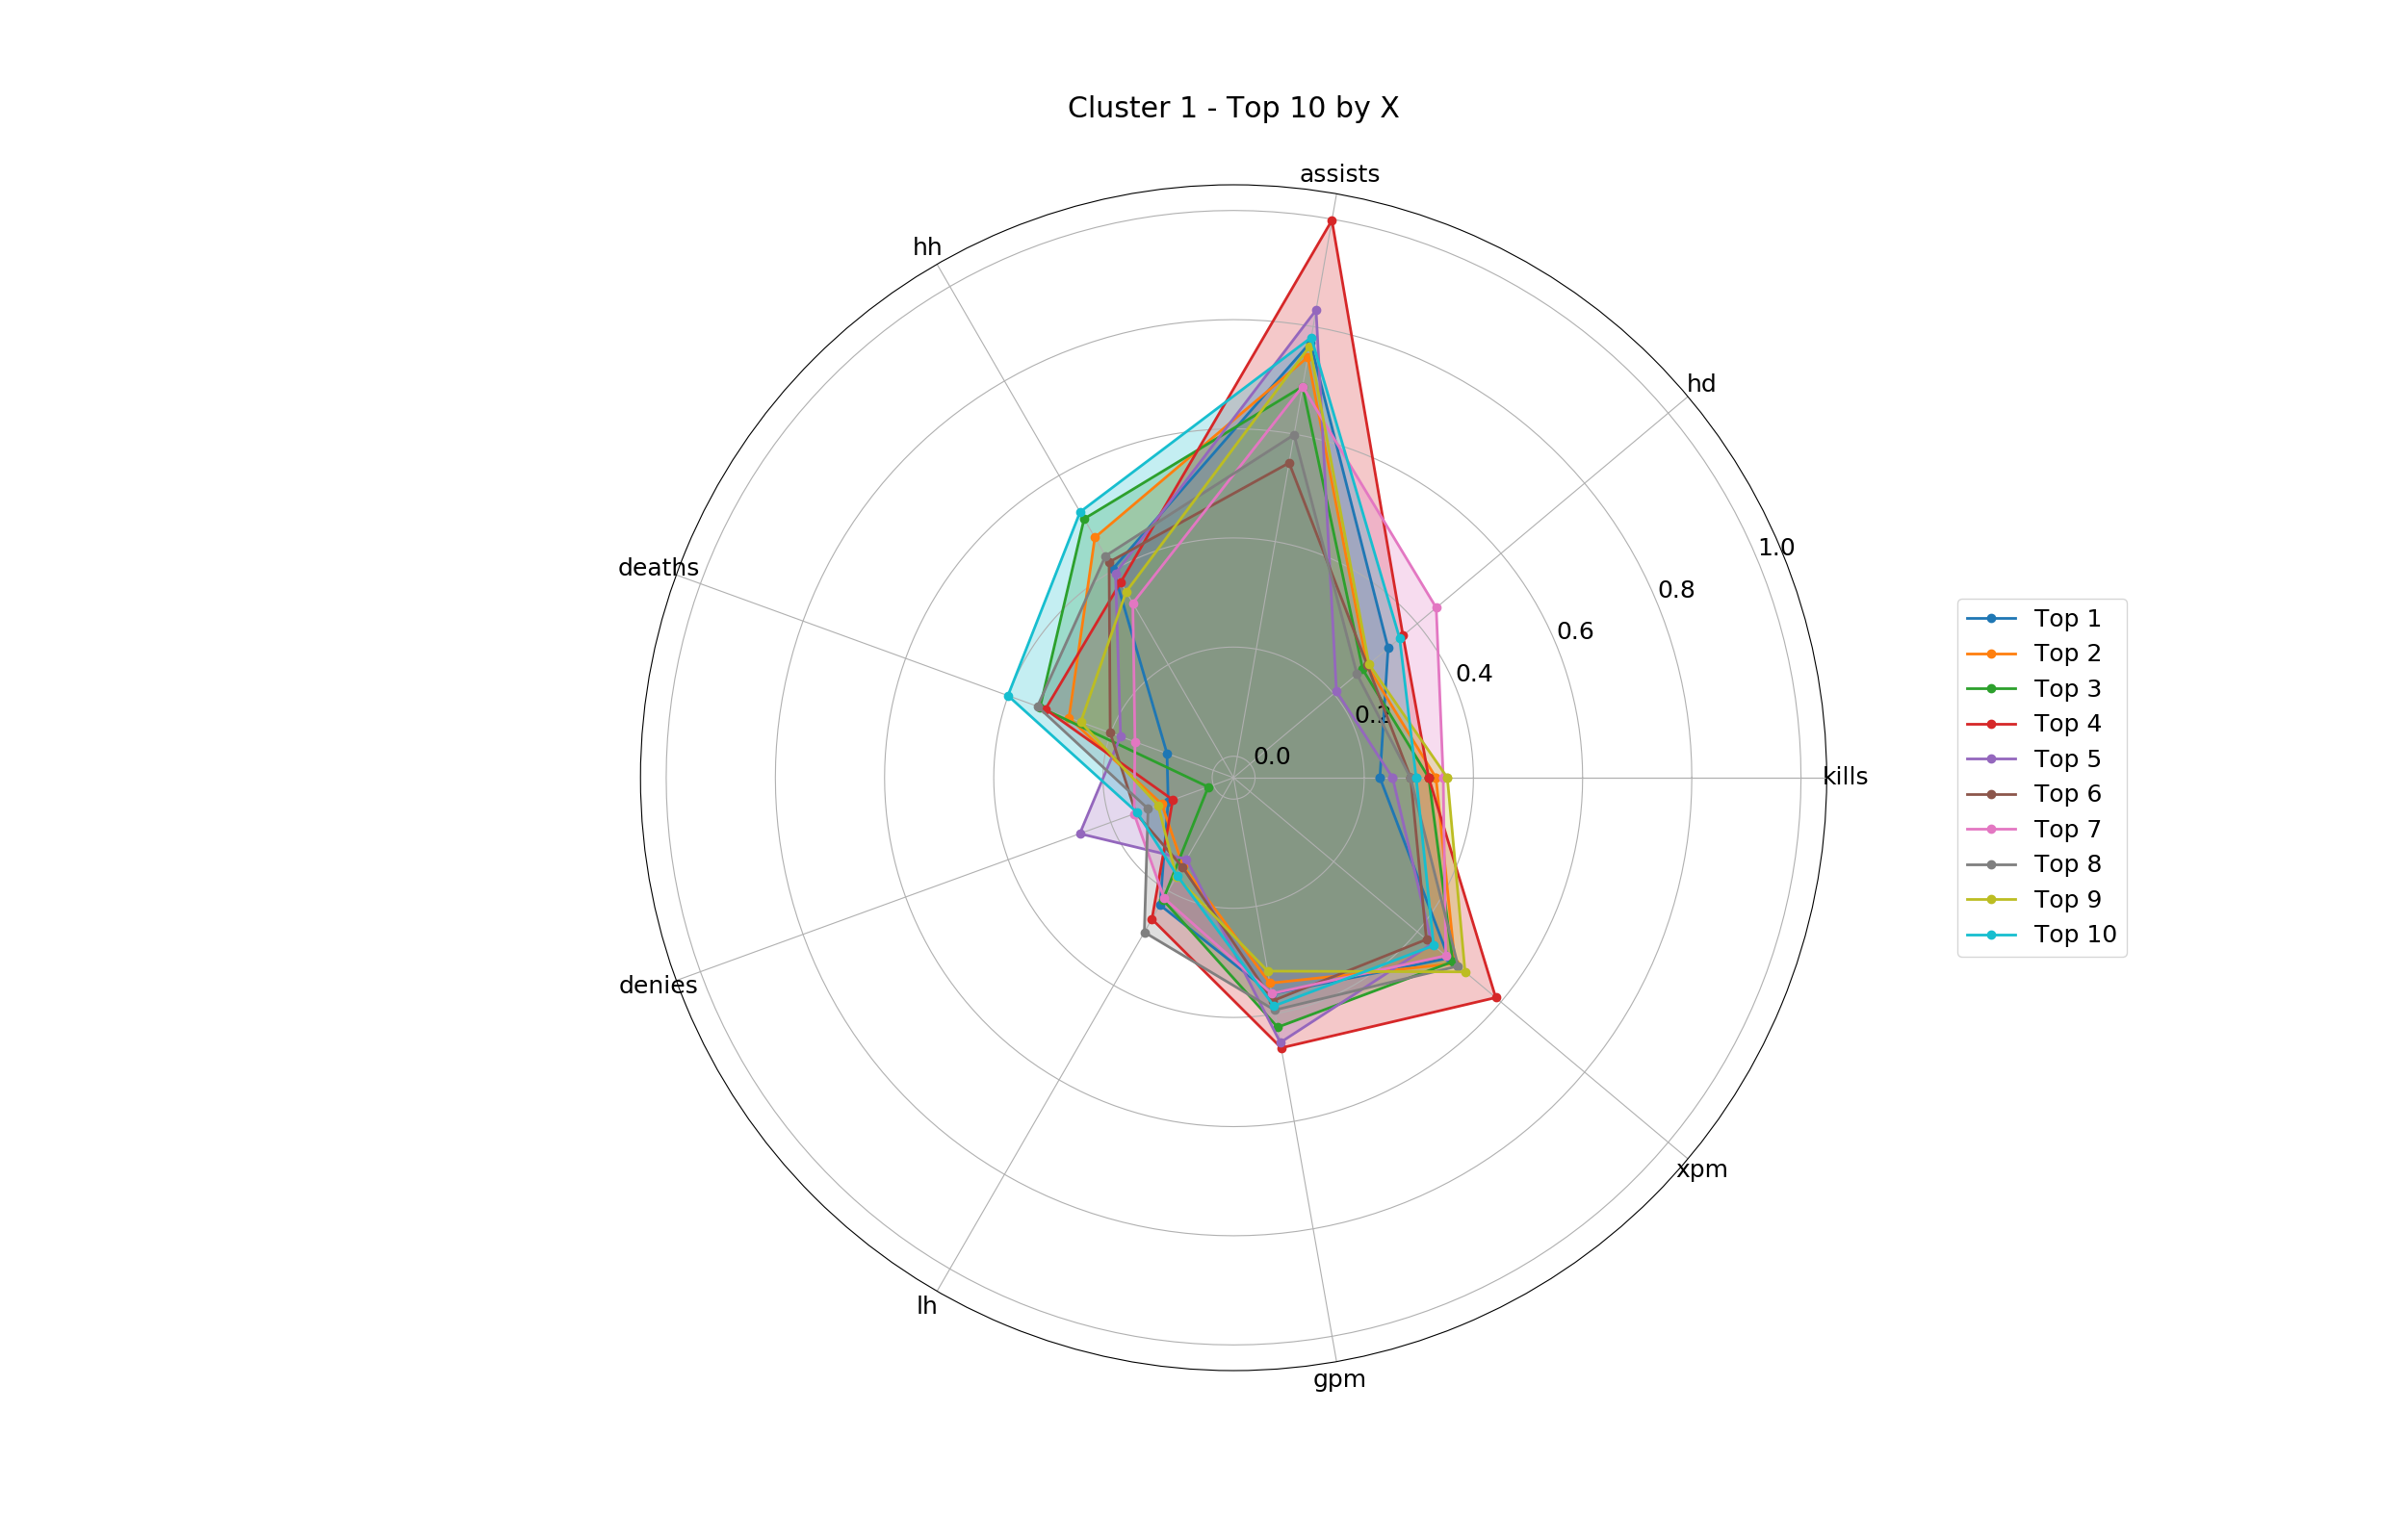 Cluster 1 - Top 10 by X
assists
hh
hd
deaths
1.0
0.8
0.6
0.4
0.2
0.0
kills
denies
xpm
lh
gpm
Top 1
Top 2
Top 3
Top 4
Top 5
Top 6
Top 7
Top 8
Top 9
Top 10